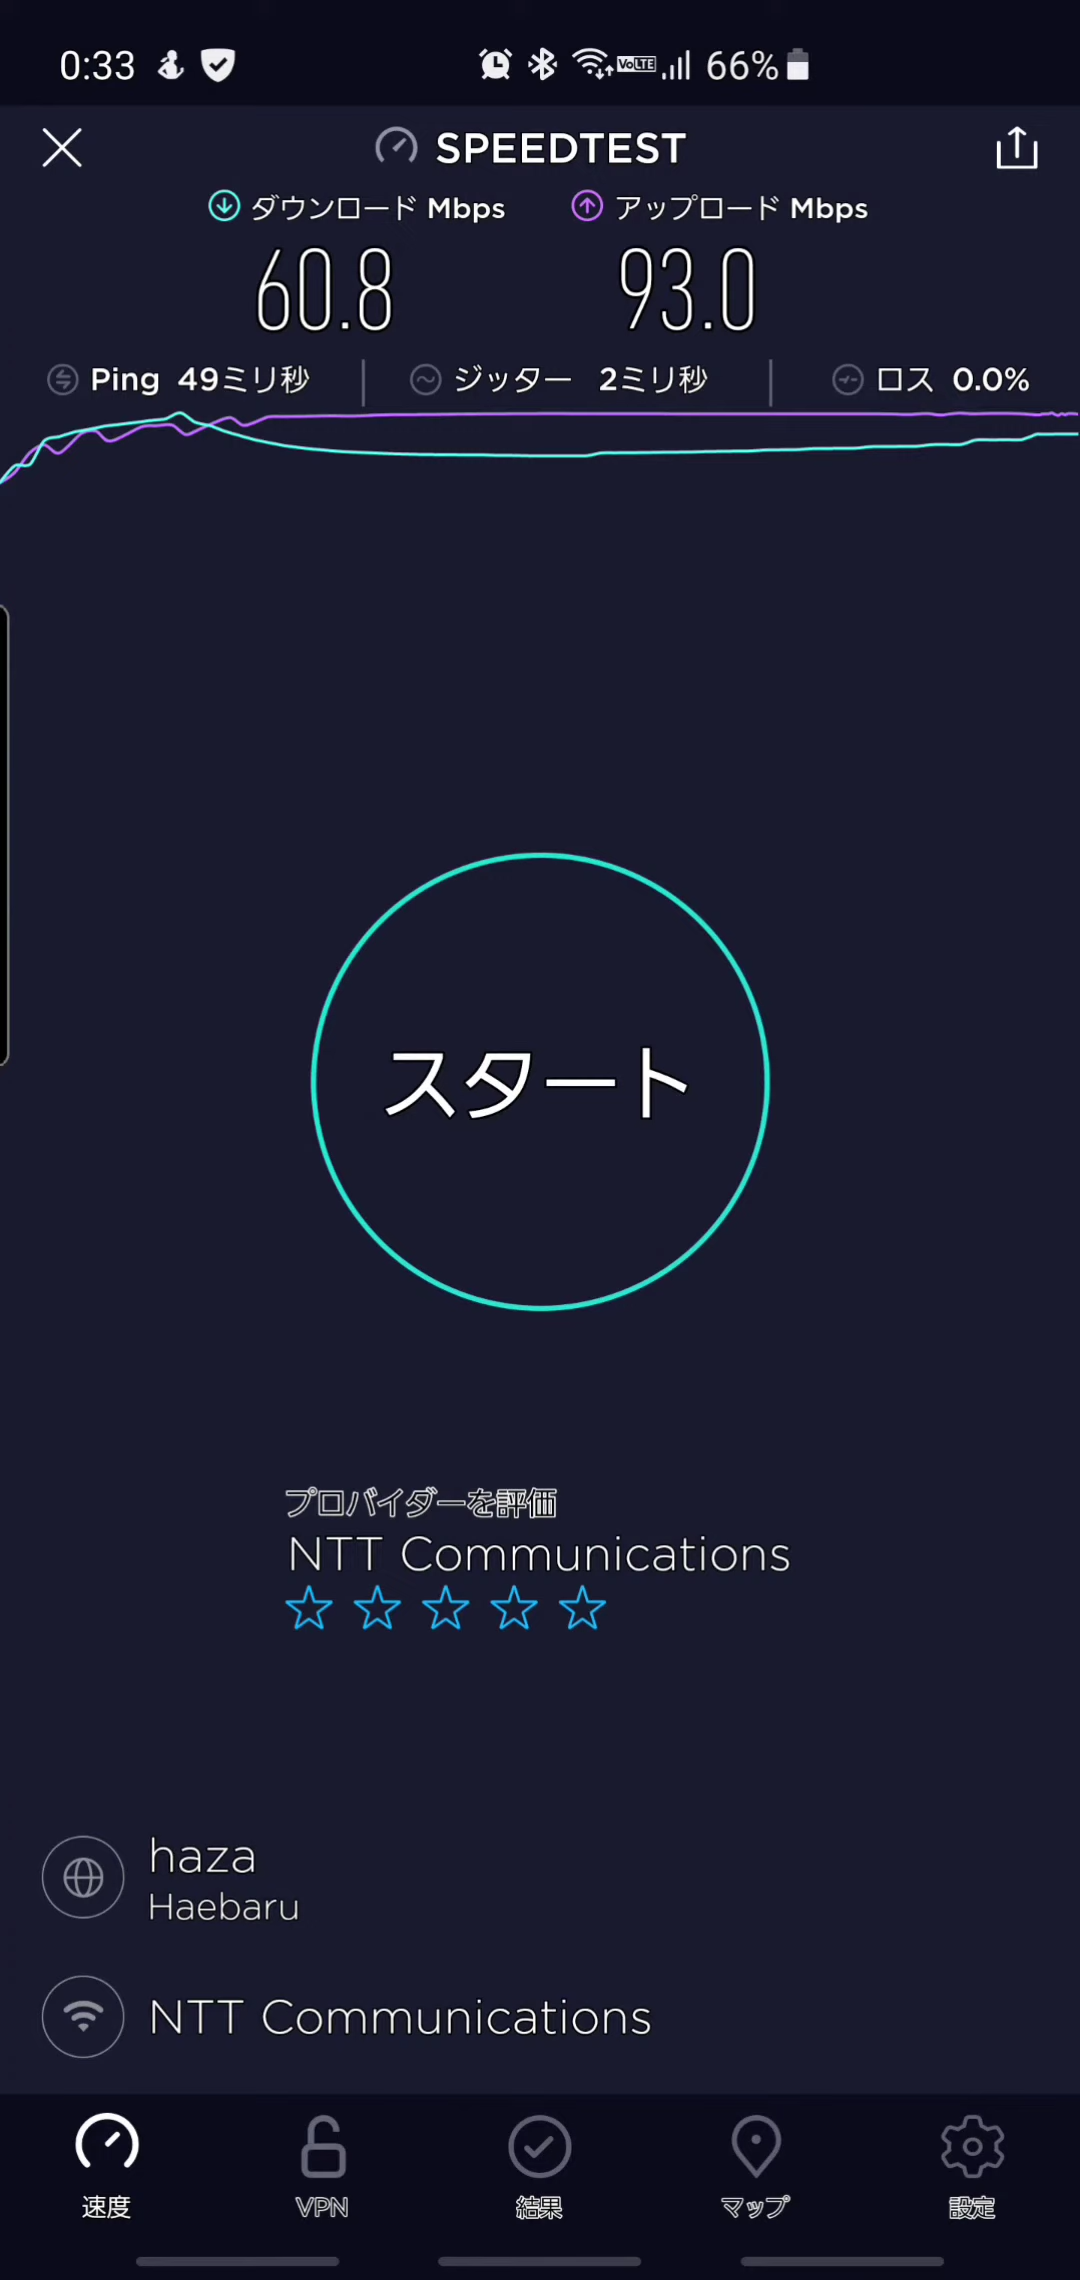 0:33 VoLTE 66%
SPEEDTEST
ダウンロード Mbps アップロード Mbps
60.8 93.0
Ping 49ミリ秒 ジッター 2ミリ秒 ロス 0.0%
スタート
プロバイダーを評価
NTT Communications
haza
Haebaru
NTT Communications
速度 VPN 結果 マップ 設定